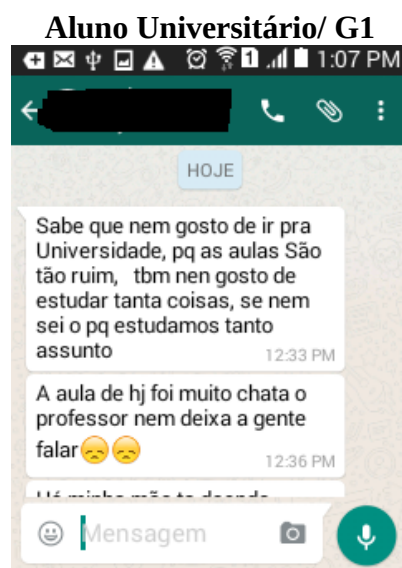 Aluno Universitário/ G1
1 1:07 PM
HOJE
Sabe que nem gosto de ir pra
Universidade, pq as aulas São
tão ruim, tbm nen gosto de
estudar tanta coisas, se nem
sei o pq estudamos tanto
assunto 12:33 PM
A aula de hj foi muito chata o
professor nem deixa a gente
falar😞😞 12:36 PM
Mensagem